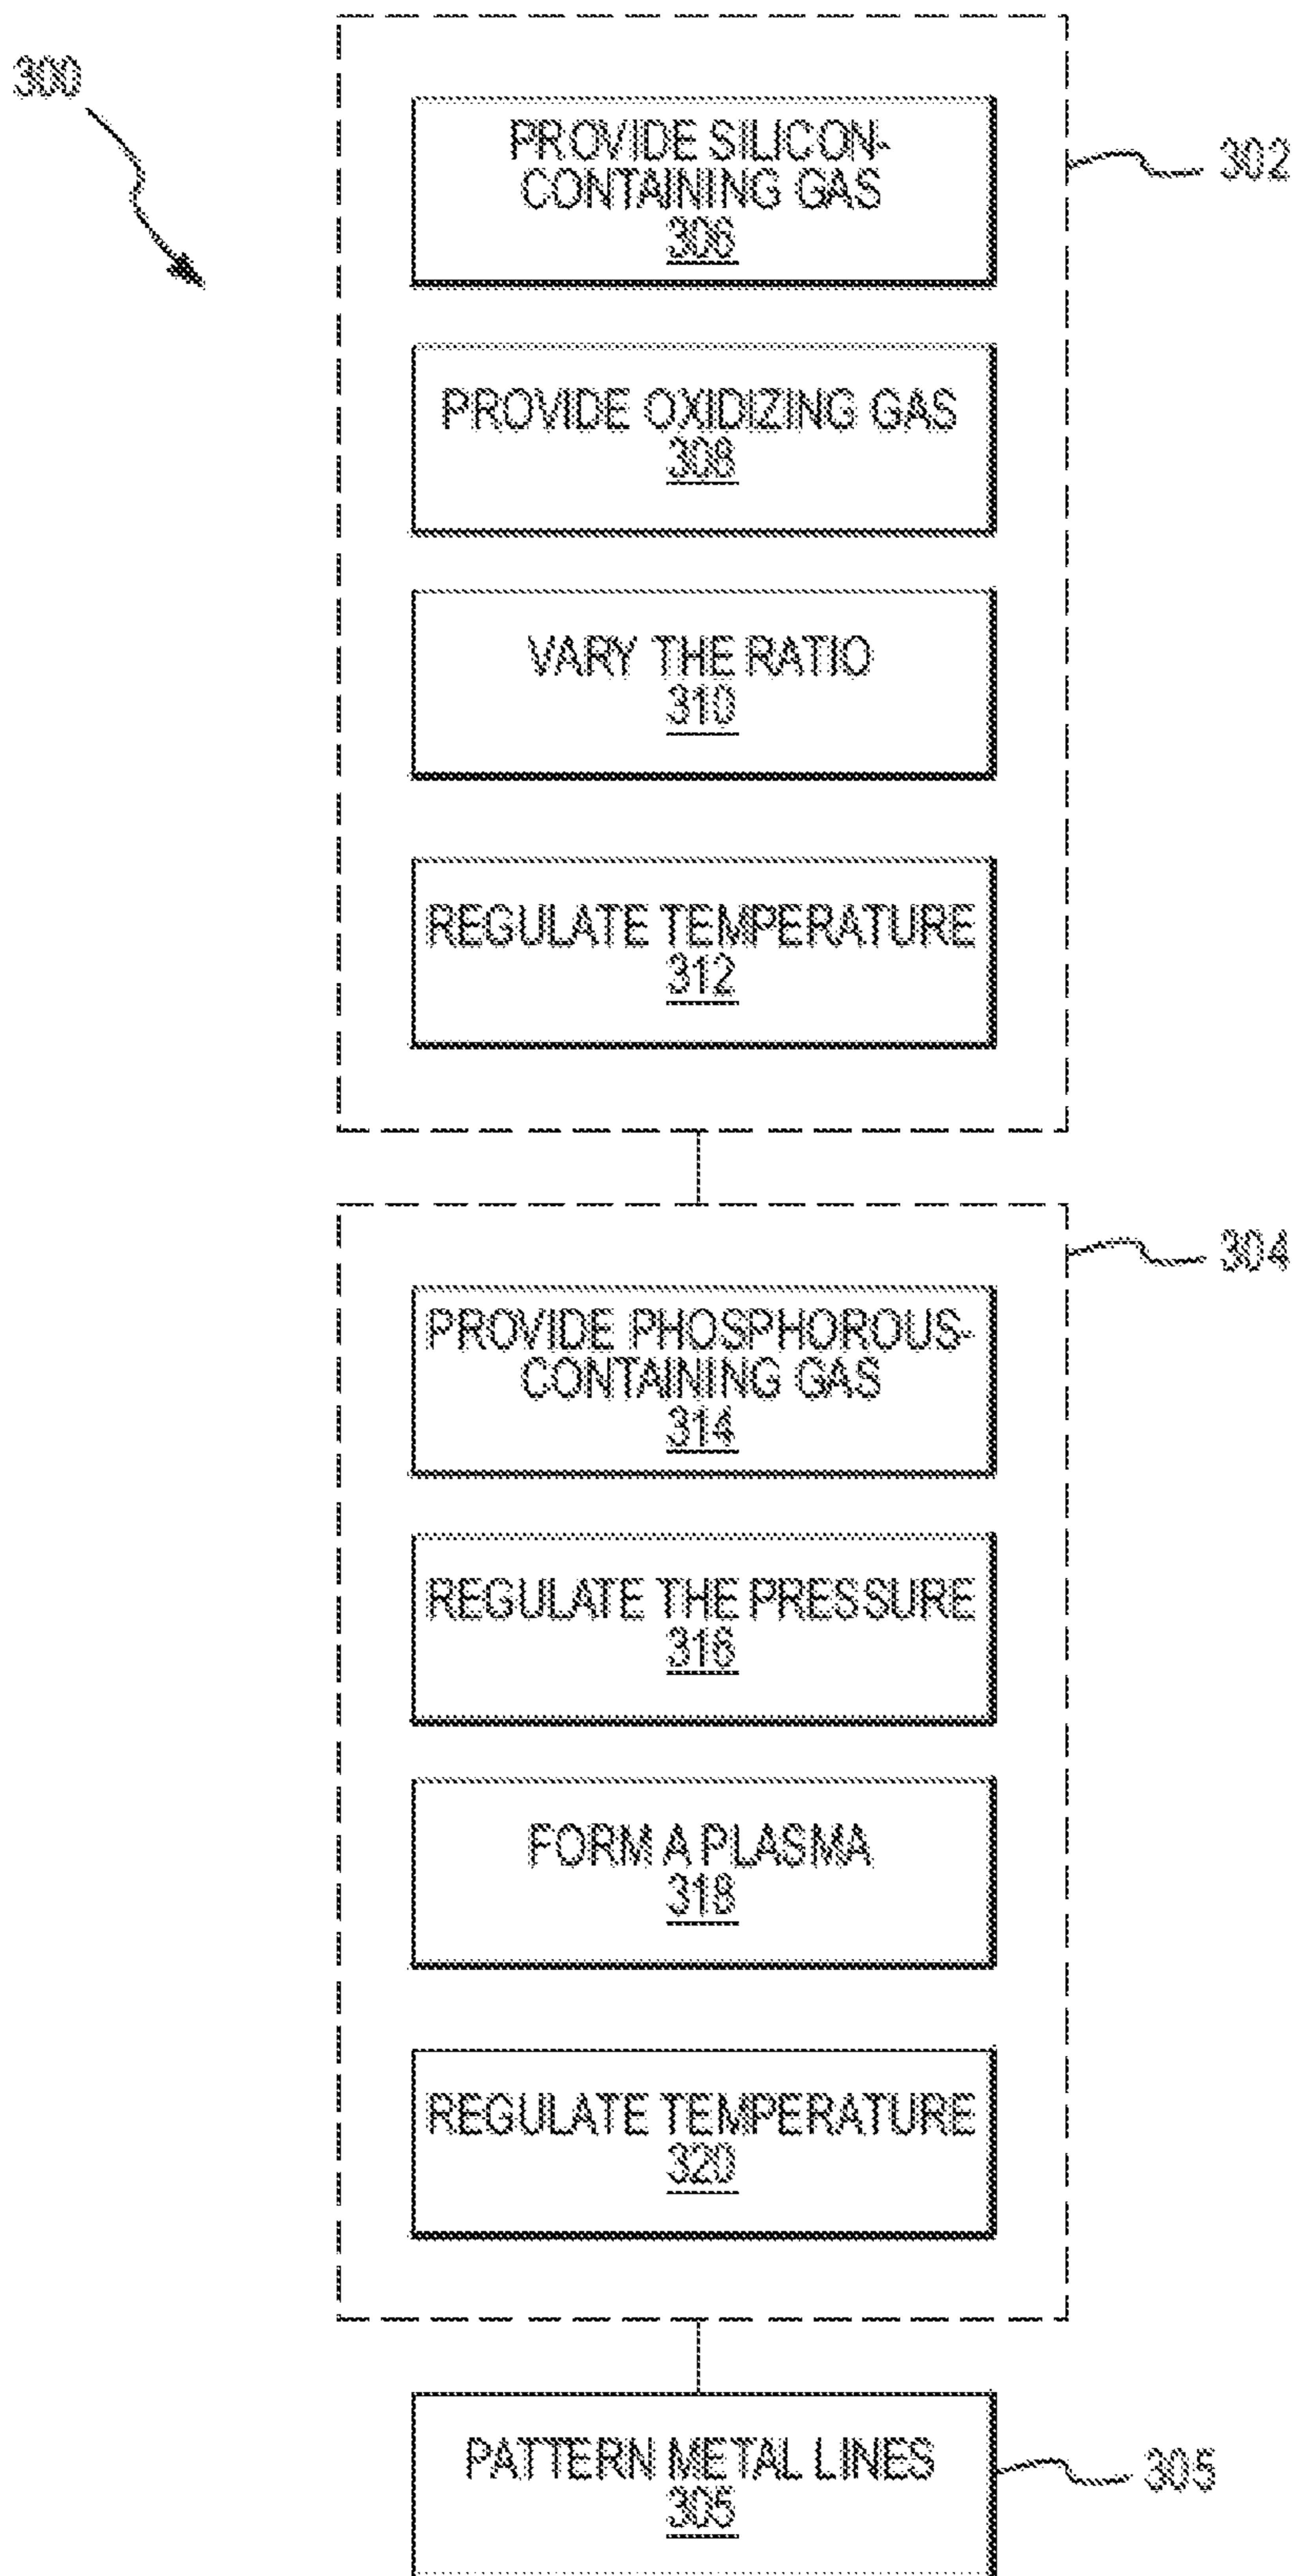 300
PROVIDE SILICON-
CONTAINING GAS
306
302
PROVIDE OXIDIZING GAS
308
VARY THE RATIO
310
REGULATE TEMPERATURE
312
304
PROVIDE PHOSPHOROUS-
CONTAINING GAS
314
REGULATE THE PRESSURE
316
FORM A PLASMA
318
REGULATE TEMPERATURE
320
PATTERN METAL LINES
305
305